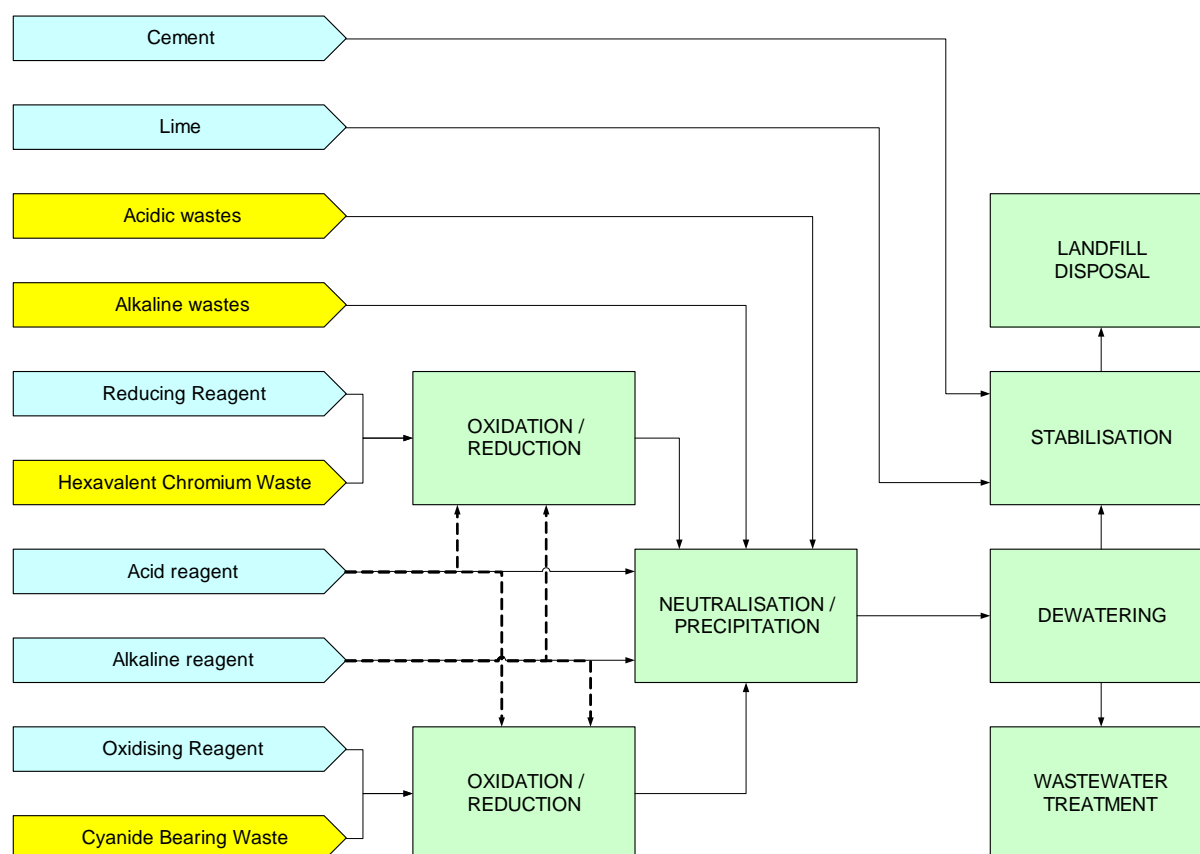 Cement
Lime
Acidic wastes
Alkaline wastes
Reducing Reagent
Hexavalent Chromium Waste
Acid reagent
Alkaline reagent
Oxidising Reagent
Cyanide Bearing Waste
OXIDATION /
REDUCTION
OXIDATION /
REDUCTION
NEUTRALISATION /
PRECIPITATION
LANDFILL
DISPOSAL
STABILISATION
DEWATERING
WASTEWATER
TREATMENT